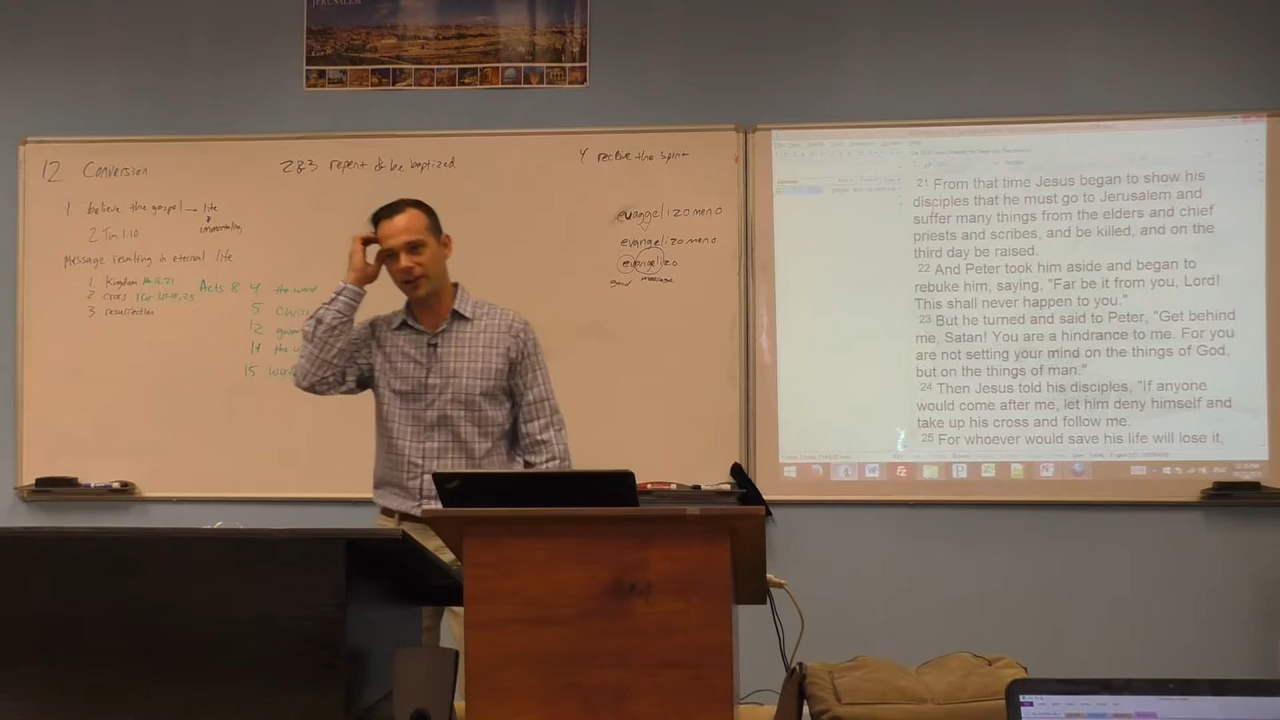 JERUSALEM
12 Conversion
2&3 repent & be baptized
4 receive the spirit
1. believe the gospel → life
immortality
2 Tim 1.10
Message resulting in eternal life
1 Kingdom
2 cross
3 resurrection
Acts 8 4 the word
5
12
14 the
15
evaggelizomeno
evangelizomeno
evangelizo
good message
21 From that time Jesus began to show his
disciples that he must go to Jerusalem and
suffer many things from the elders and chief
priests and scribes, and be killed, and on the
third day be raised.
22 And Peter took him aside and began to
rebuke him, saying, "Far be it from you, Lord!
This shall never happen to you."
23 But he turned and said to Peter, "Get behind
me, Satan! You are a hindrance to me. For you
are not setting your mind on the things of God,
but on the things of man."
24 Then Jesus told his disciples, "If anyone
would come after me, let him deny himself and
take up his cross and follow me.
25 For whoever would save his life will lose it,